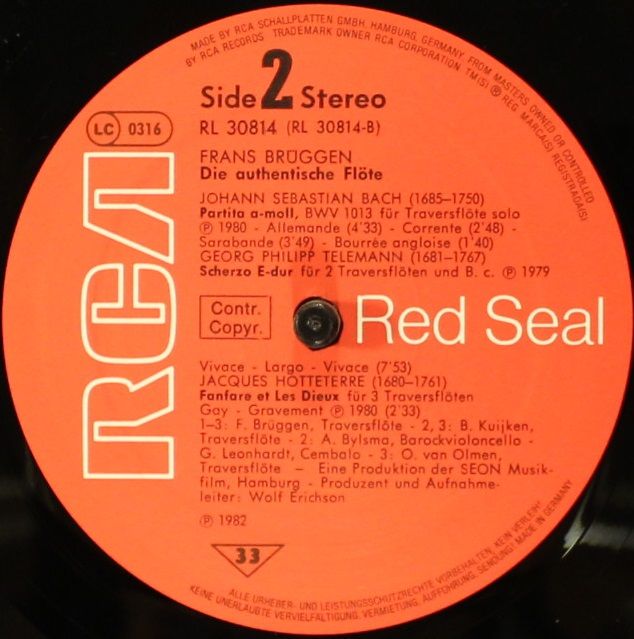 MADE BY RCA SCHALLPLATTEN GMBH, HAMBURG, GERMANY, FROM MASTERS OWNED OR CONTROLLED
BY RCA RECORDS TRADEMARK OWNER RCA CORPORATION TM(S) ® REG. MARCA(S) REGISTRADA(S)
Side 2 Stereo
LC 0316
RL 30814 (RL 30814-B)
FRANS BRÜGGEN
Die authentische Flöte
JOHANN SEBASTIAN BACH (1685–1750)
Partita a-moll, BWV 1013 für Traversflöte solo
℗ 1980 - Allemande (4'33) - Corrente (2'48) -
Sarabande (3'49) - Bourrée angloise (1'40)
GEORG PHILIPP TELEMANN (1681–1767)
Scherzo E-dur für 2 Traversflöten und B. c. ℗ 1979
RCA
Contr.
Copyr.
Red Seal
Vivace - Largo - Vivace (7'53)
JACQUES HOTTETERRE (1680–1761)
Fanfare et Les Dieux für 3 Traversflöten
Gay - Gravement ℗ 1980 (2'33)
1–3: F. Brüggen, Traversflöte - 2, 3: B. Kuijken,
Traversflöte - 2: A. Bylsma, Barockvioloncello -
G. Leonhardt, Cembalo - 3: O. van Olmen,
Traversflöte — Eine Produktion der SEON Musik-
film, Hamburg - Produzent und Aufnahme-
leiter: Wolf Erichson
℗ 1982
33
ALLE URHEBER- UND LEISTUNGSSCHUTZRECHTE VORBEHALTEN, KEIN VERLEIH!
KEINE UNERLAUBTE VERVIELFÄLTIGUNG, VERMIETUNG, AUFFÜHRUNG, SENDUNG! MADE IN GERMANY